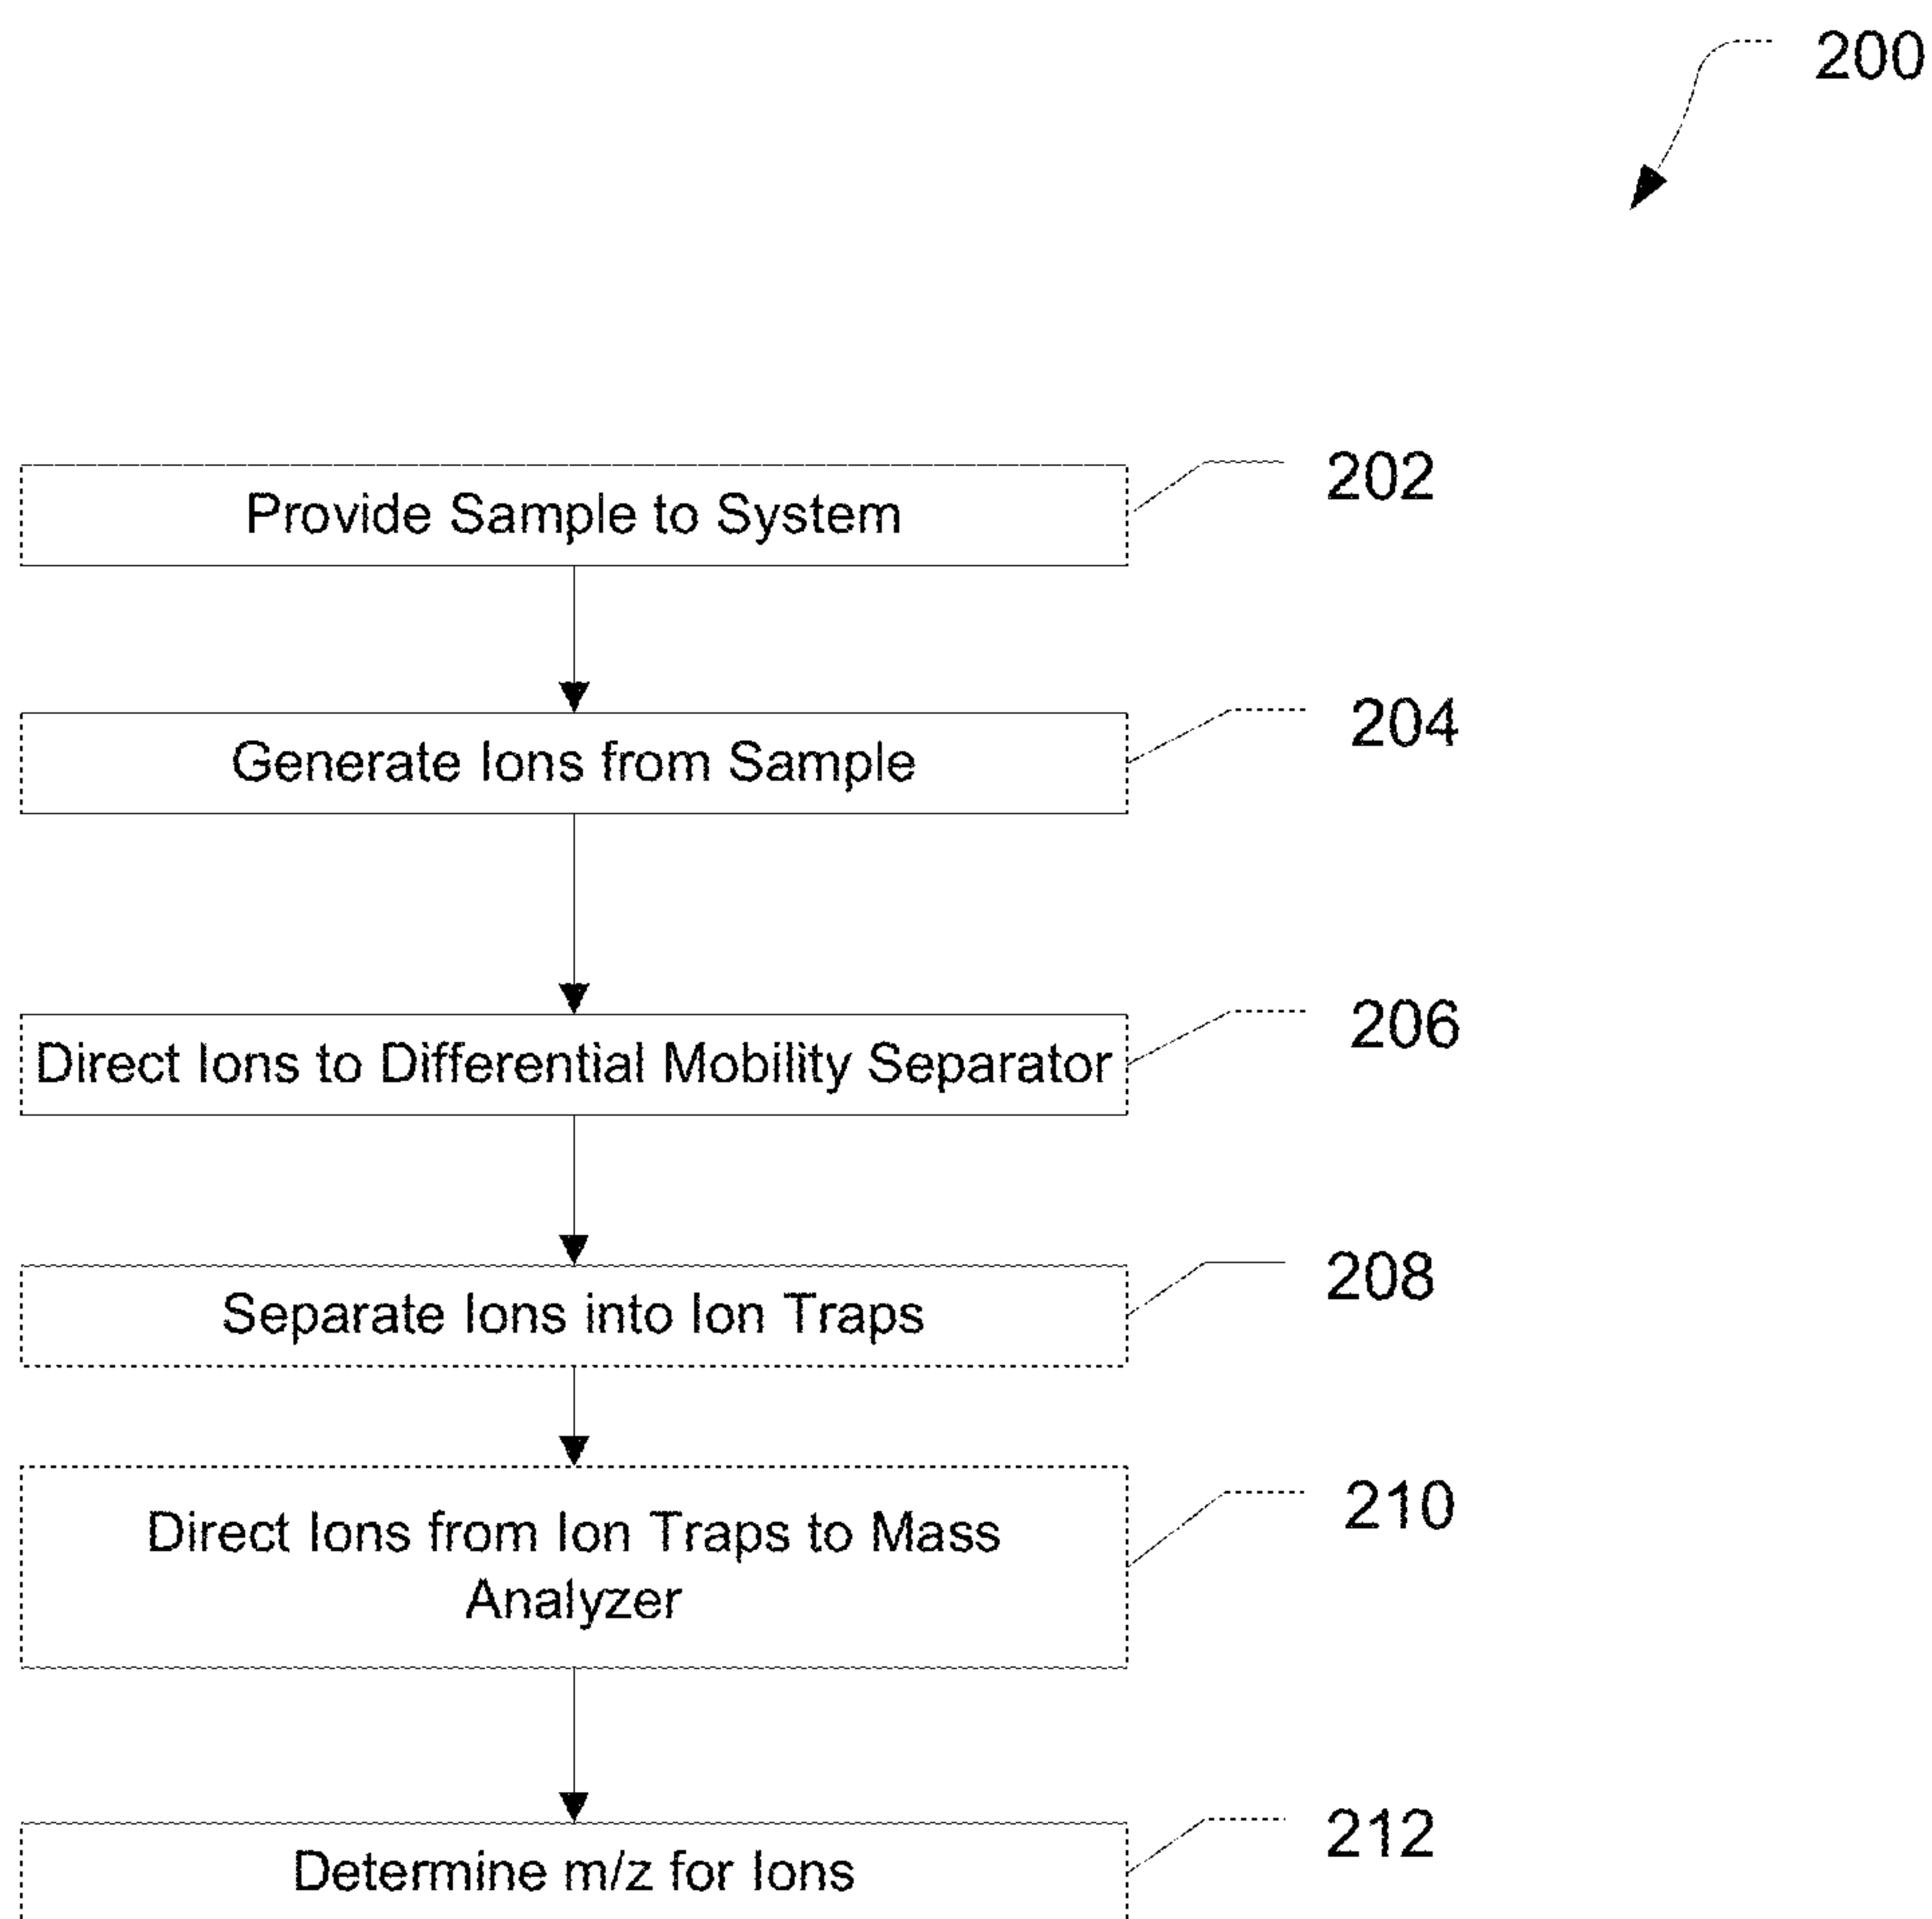 200
Provide Sample to System
202
Generate Ions from Sample
204
Direct Ions to Differential Mobility Separator
206
Separate Ions into Ion Traps
208
Direct Ions from Ion Traps to Mass
Analyzer
210
Determine m/z for Ions
212